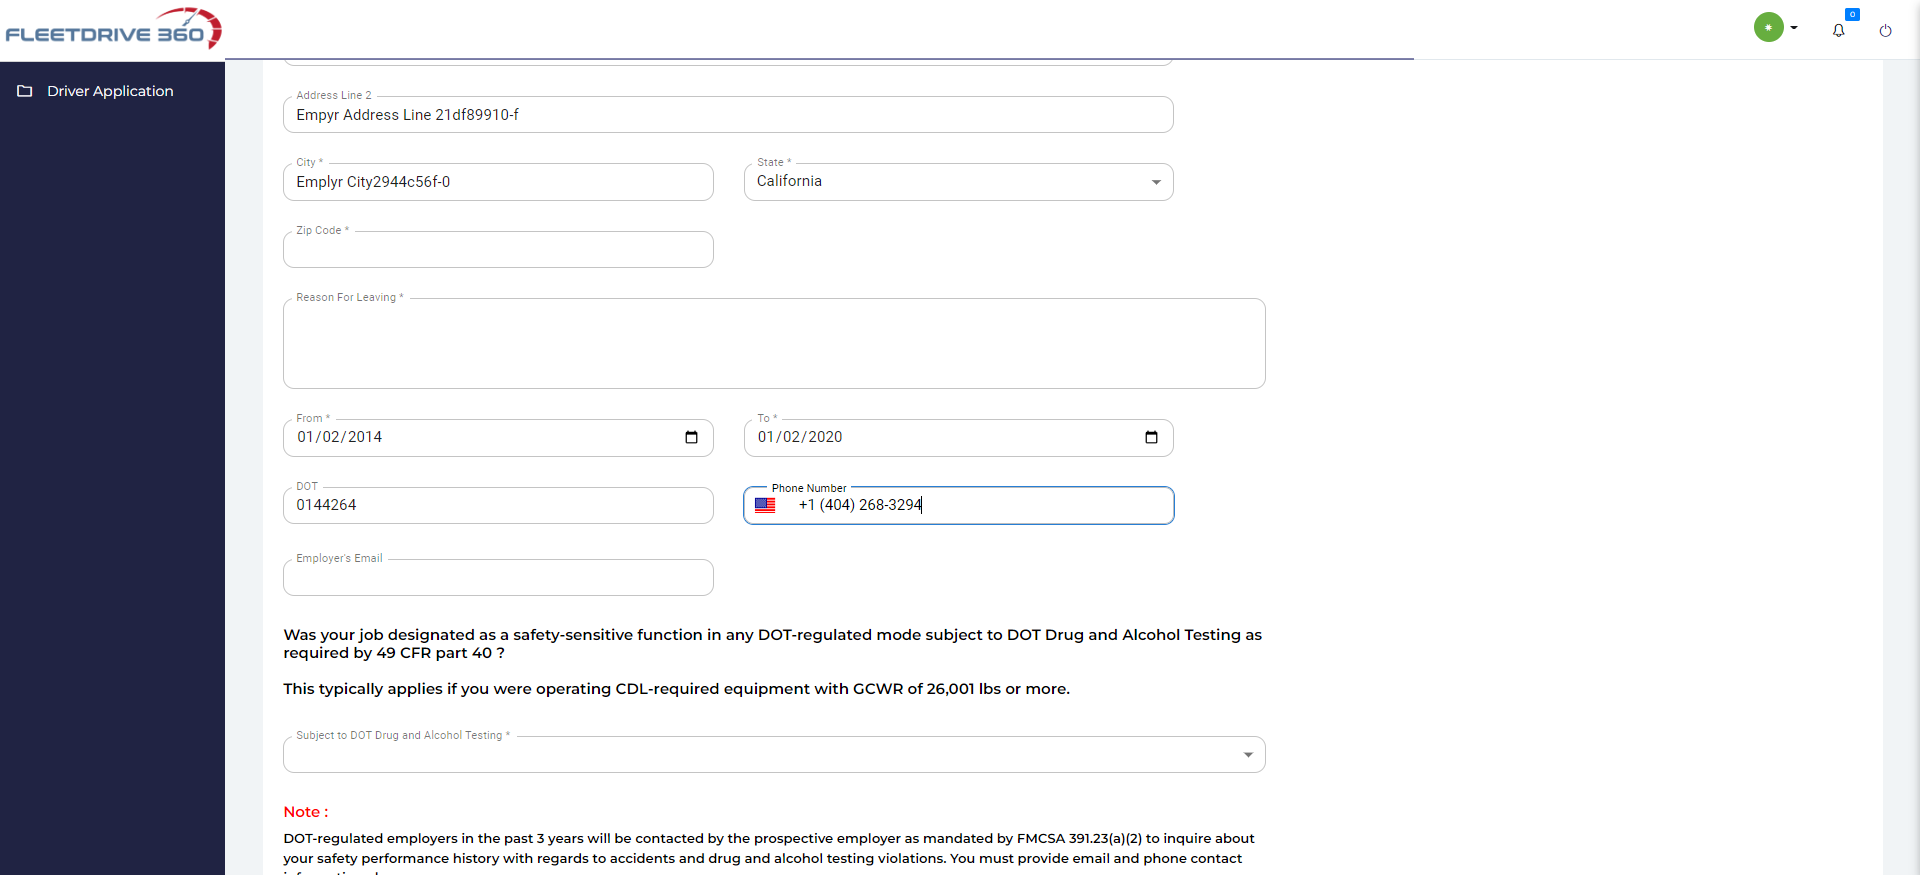 FLEETDRIVE 360
0
Driver Application
Address Line 2
Empyr Address Line 21df89910-f
City *
Emplyr City2944c56f-0
State *
California
Zip Code *
Reason For Leaving *
From *
01/02/2014
To *
01/02/2020
DOT
0144264
Phone Number
+1 (404) 268-3294
Employer's Email
Was your job designated as a safety-sensitive function in any DOT-regulated mode subject to DOT Drug and Alcohol Testing as
required by 49 CFR part 40 ?
This typically applies if you were operating CDL-required equipment with GCWR of 26,001 lbs or more.
Subject to DOT Drug and Alcohol Testing *
Note :
DOT-regulated employers in the past 3 years will be contacted by the prospective employer as mandated by FMCSA 391.23(a)(2) to inquire about
your safety performance history with regards to accidents and drug and alcohol testing violations. You must provide email and phone contact